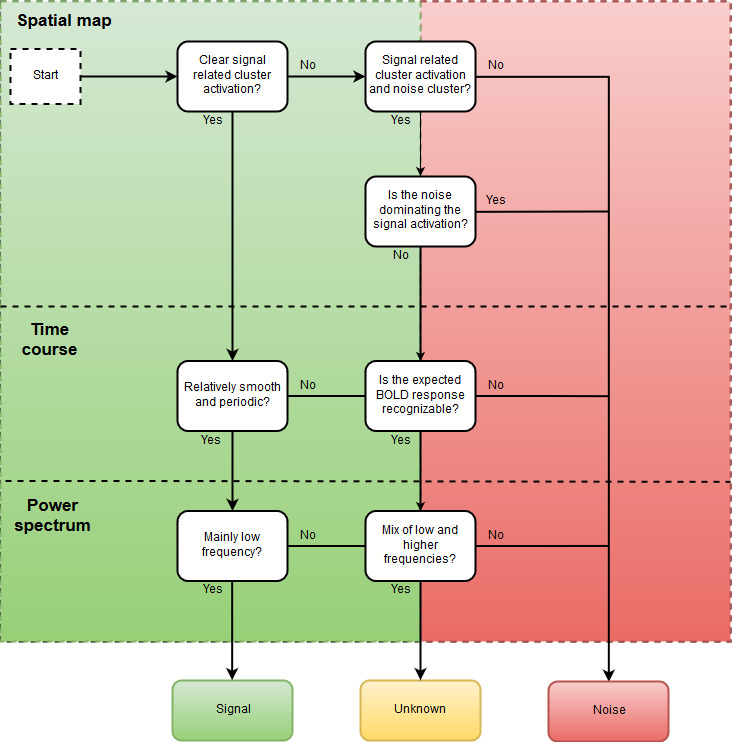 Spatial map
Start
Clear signal
related cluster
activation?
No
Signal related
cluster activation
and noise cluster?
No
Yes
Yes
Is the noise
dominating the
signal activation?
Yes
No
Time
course
Relatively smooth
and periodic?
No
Is the expected
BOLD response
recognizable?
No
Yes
Yes
Power
spectrum
Mainly low
frequency?
No
Mix of low and
higher
frequencies?
No
Yes
Yes
Signal
Unknown
Noise